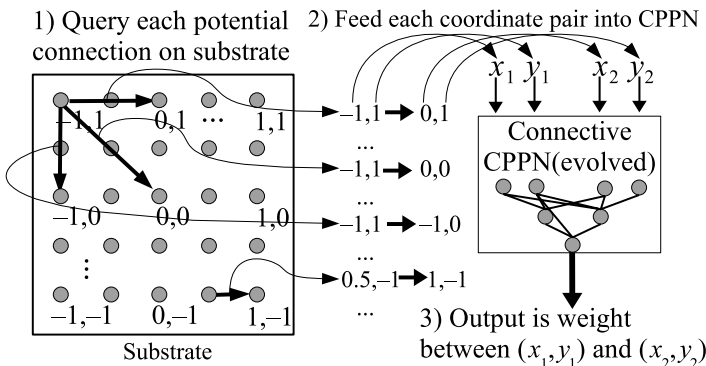 1) Query each potential
connection on substrate
–1,1 0,1 ... 1,1
–1,0 0,0 1,0
...
–1,–1 0,–1 1,–1
Substrate
2) Feed each coordinate pair into CPPN
x1 y1 x2 y2
–1,1 0,1
...
–1,1 0,0
...
–1,1 –1,0
...
0.5,–1 1,–1
...
Connective
CPPN(evolved)
3) Output is weight
between (x1,y1) and (x2,y2)